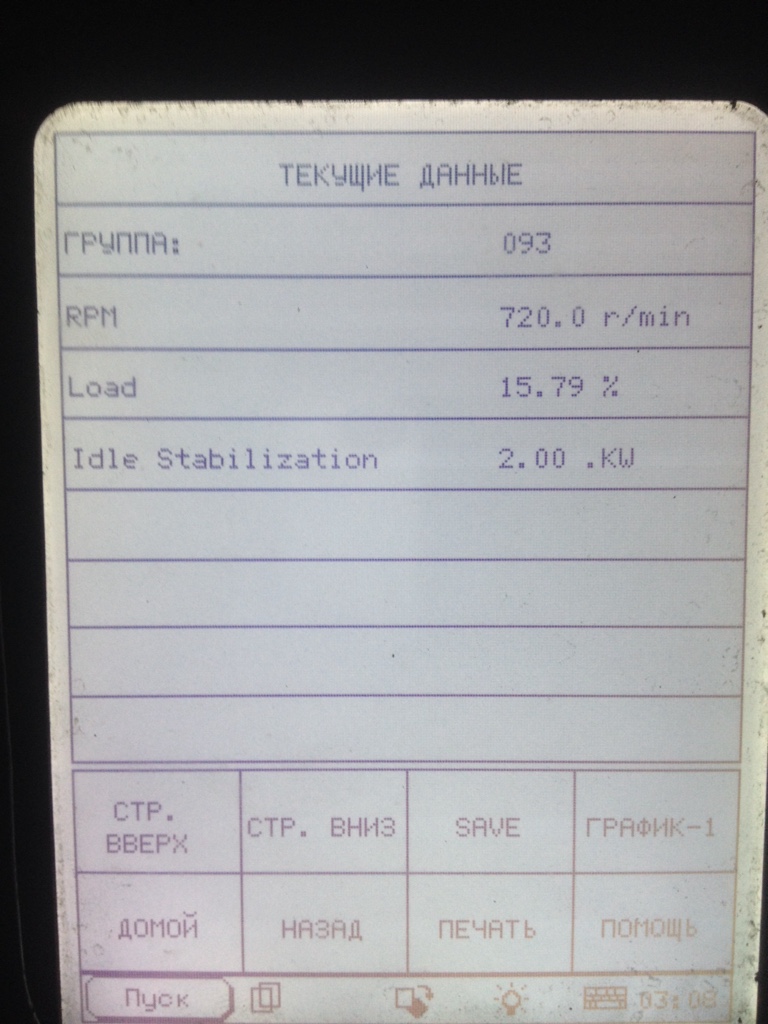 ТЕКУЩИЕ ДАННЫЕ
ГРУППА: 093
RPM 720.0 r/min
Load 15.79 %
Idle Stabilization 2.00 .KW
СТР. ВВЕРХ
СТР. ВНИЗ
SAVE
ГРАФИК-1
ДОМОЙ
НАЗАД
ПЕЧАТЬ
ПОМОЩЬ
Пуск
03:08